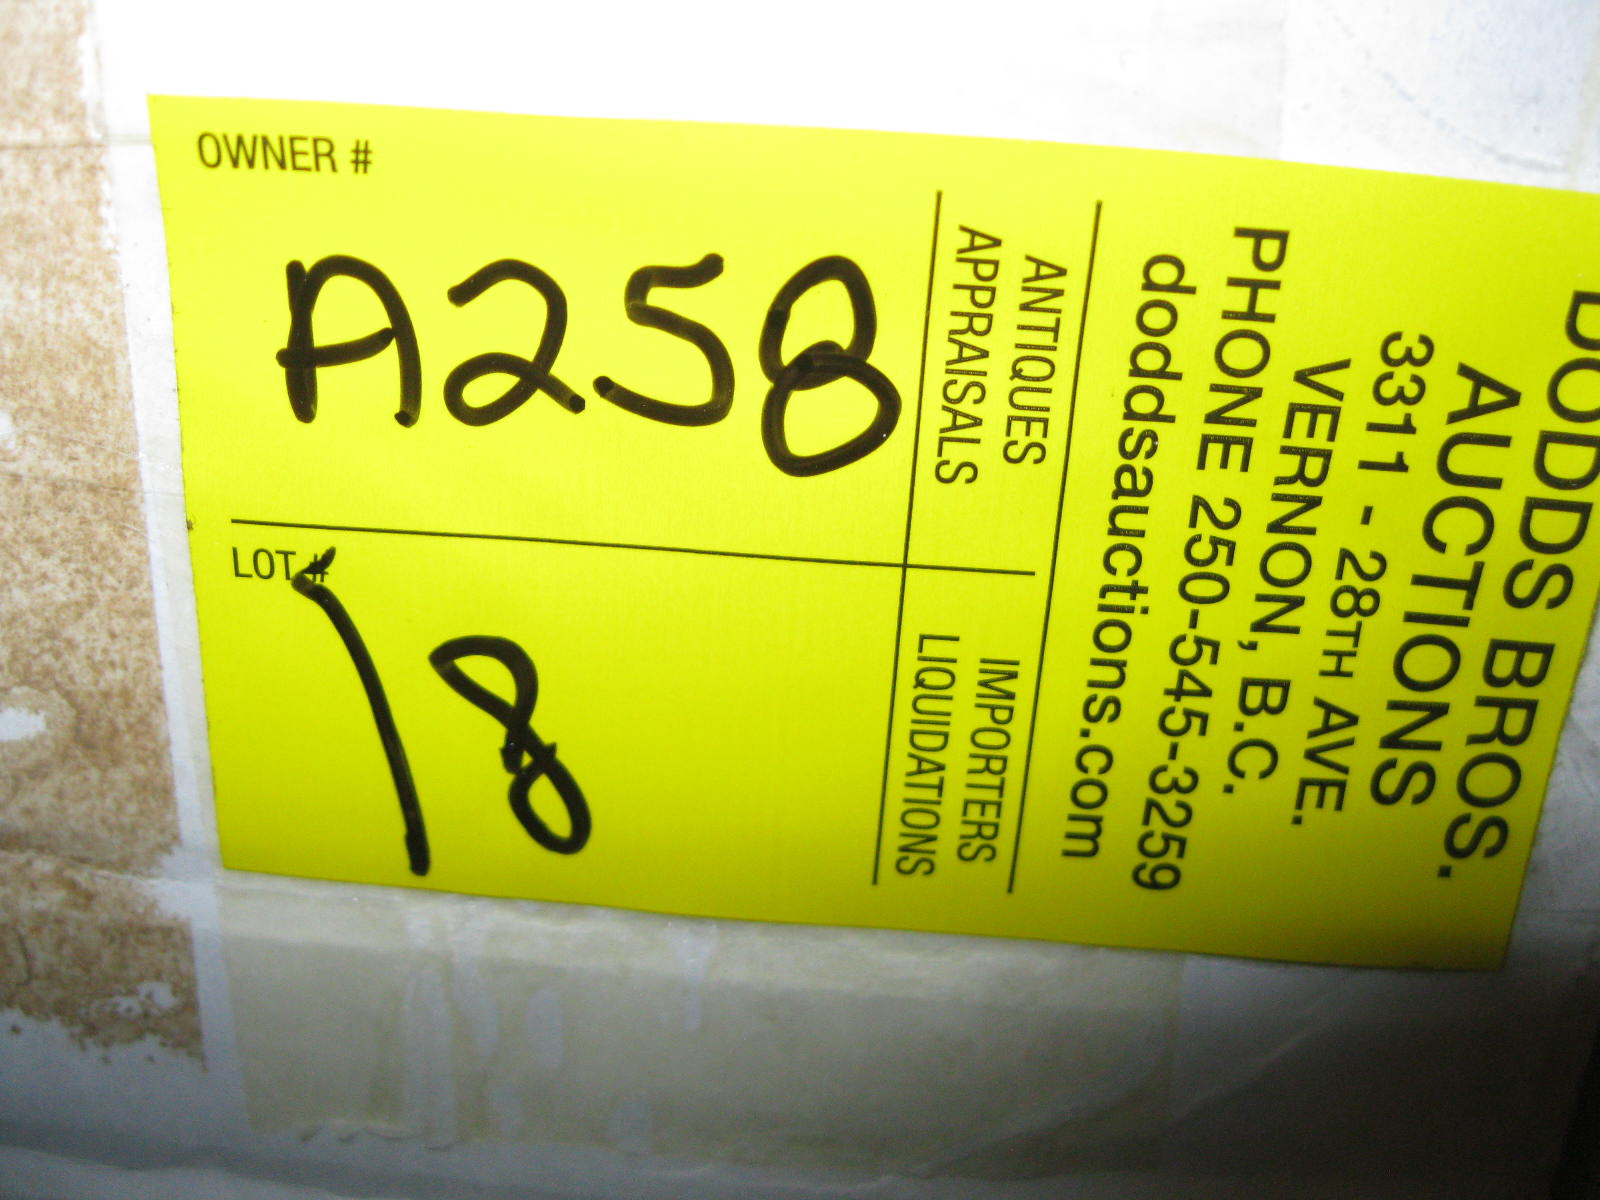 DODDS BROS.
AUCTIONS
3311 - 28TH AVE.
VERNON, B.C.
PHONE 250-545-3259
doddsauctions.com
ANTIQUES
APPRAISALS
IMPORTERS
LIQUIDATIONS
OWNER #
A258
LOT #
18